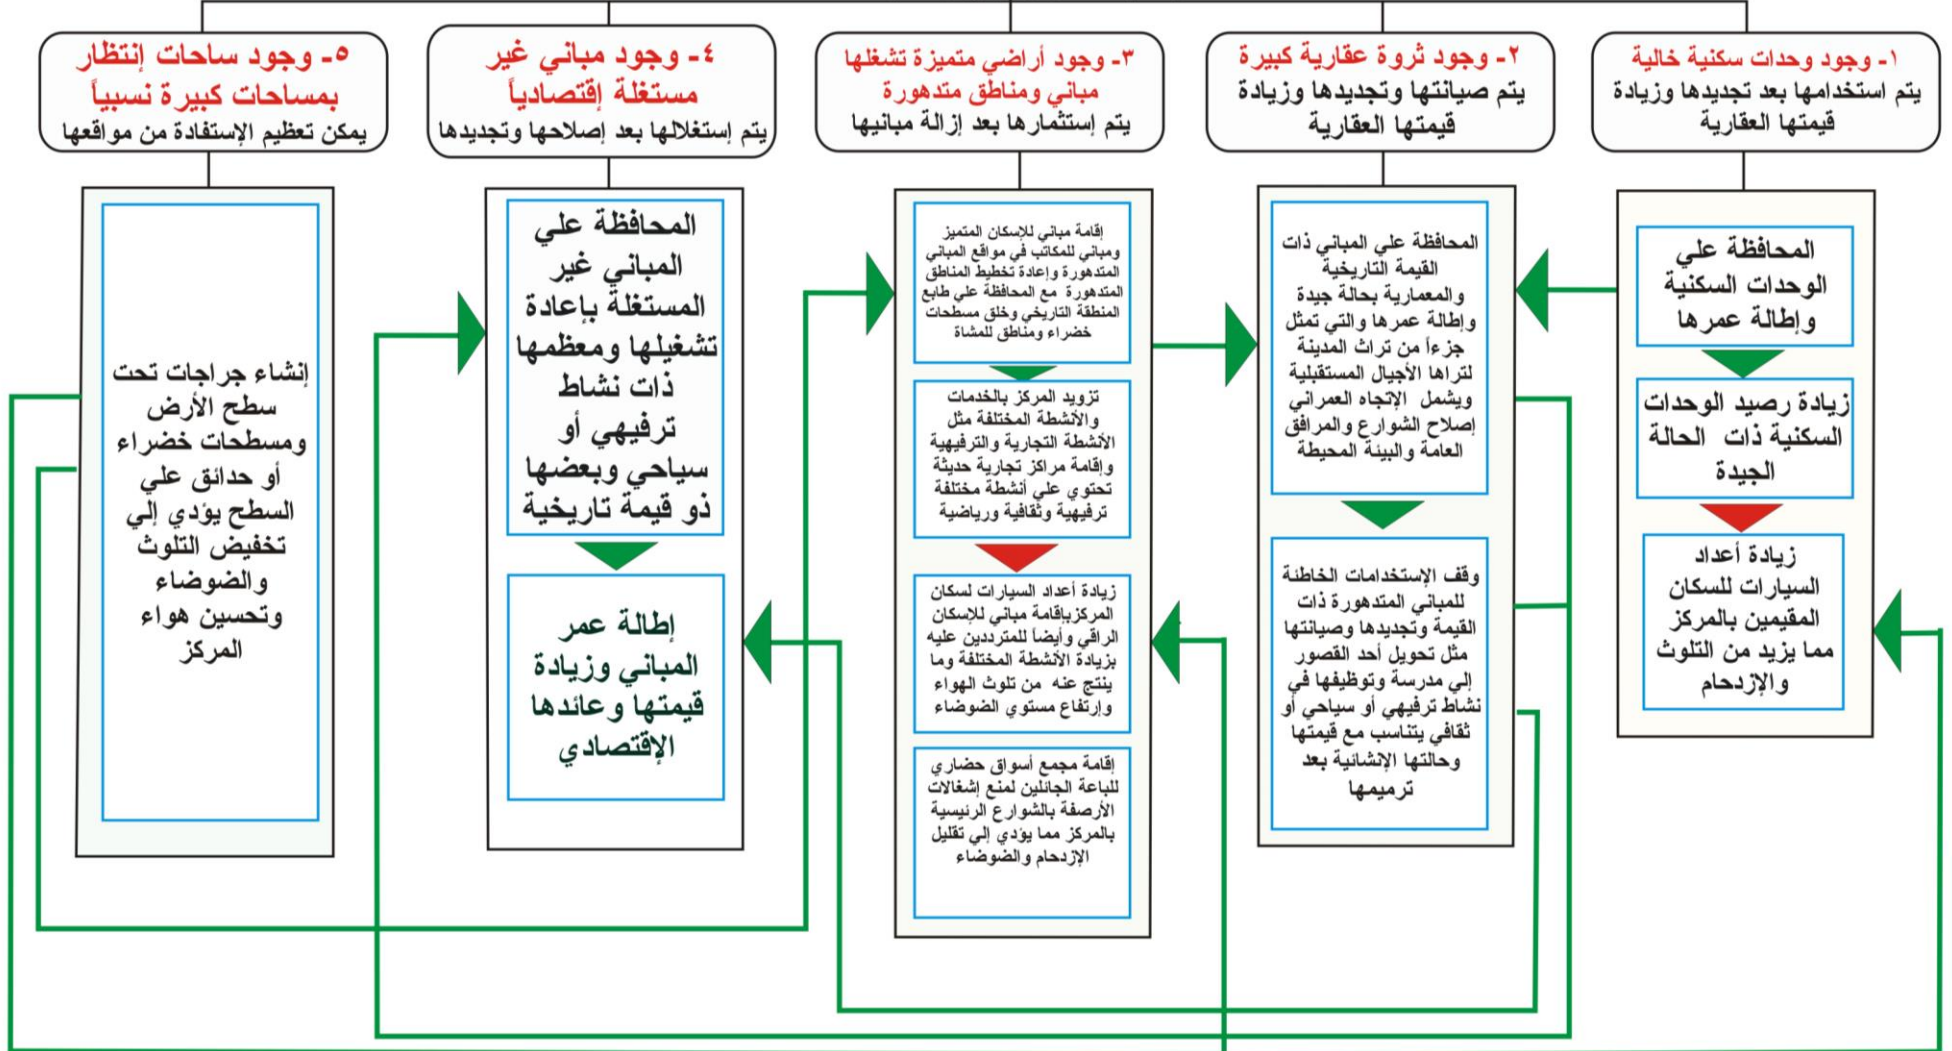 ١- وجود وحدات سكنية خالية
يتم استخدامها بعد تجديدها وزيادة
قيمتها العقارية
٢- وجود ثروة عقارية كبيرة
يتم صيانتها وتجديدها وزيادة
قيمتها العقارية
٣- وجود أراضي متميزة تشغلها
مباني ومناطق متدهورة
يتم إستثمارها بعد إزالة مبانيها
٤- وجود مباني غير
مستغلة إقتصادياً
يتم إستغلالها بعد إصلاحها وتجديدها
٥- وجود ساحات إنتظار
بمساحات كبيرة نسبياً
يمكن تعظيم الإستفادة من مواقعها
المحافظة علي
الوحدات السكنية
وإطالة عمرها
زيادة رصيد الوحدات
السكنية ذات الحالة
الجيدة
زيادة أعداد
السيارات للسكان
المقيمين بالمركز
مما يزيد من التلوث
والإزدحام
المحافظة علي المباني ذات
القيمة التاريخية
والمعمارية بحالة جيدة
وإطالة عمرها والتي تمثل
جزءاً من تراث المدينة
لتراها الأجيال المستقبلية
ويشمل الإتجاه العمراني
إصلاح الشوارع والمرافق
العامة والبيئة المحيطة
وقف الإستخدامات الخاطئة
للمباني المتدهورة ذات
القيمة وتجديدها وصيانتها
مثل تحويل أحد القصور
إلي مدرسة وتوظيفها في
نشاط ترفيهي أو سياحي أو
ثقافي يتناسب مع قيمتها
وحالتها الإنشائية بعد
ترميمها
إقامة مباني للإسكان المتميز
ومباني للمكاتب في مواقع المباني
المتدهورة وإعادة تخطيط المناطق
المتدهورة مع المحافظة علي طابع
المنطقة التاريخي وخلق مسطحات
خضراء ومناطق للمشاة
تزويد المركز بالخدمات
والأنشطة المختلفة مثل
الأنشطة التجارية والترفيهية
وإقامة مراكز تجارية حديثة
تحتوي علي أنشطة مختلفة
ترفيهية وثقافية ورياضية
زيادة أعداد السيارات لسكان
المركزبإقامة مباني للإسكان
الراقي وأيضاً للمترددين عليه
بزيادة الأنشطة المختلفة وما
ينتج عنه من تلوث الهواء
وإرتفاع مستوي الضوضاء
إقامة مجمع أسواق حضاري
للباعة الجائلين لمنع إشغالات
الأرصفة بالشوارع الرئيسية
بالمركز مما يؤدي إلي تقليل
الإزدحام والضوضاء
المحافظة علي
المباني غير
المستغلة بإعادة
تشغيلها ومعظمها
ذات نشاط
ترفيهي أو
سياحي وبعضها
ذو قيمة تاريخية
إطالة عمر
المباني وزيادة
قيمتها وعائدها
الإقتصادي
إنشاء جراجات تحت
سطح الأرض
ومسطحات خضراء
أو حدائق علي
السطح يؤدي إلي
تخفيض التلوث
والضوضاء
وتحسين هواء
المركز